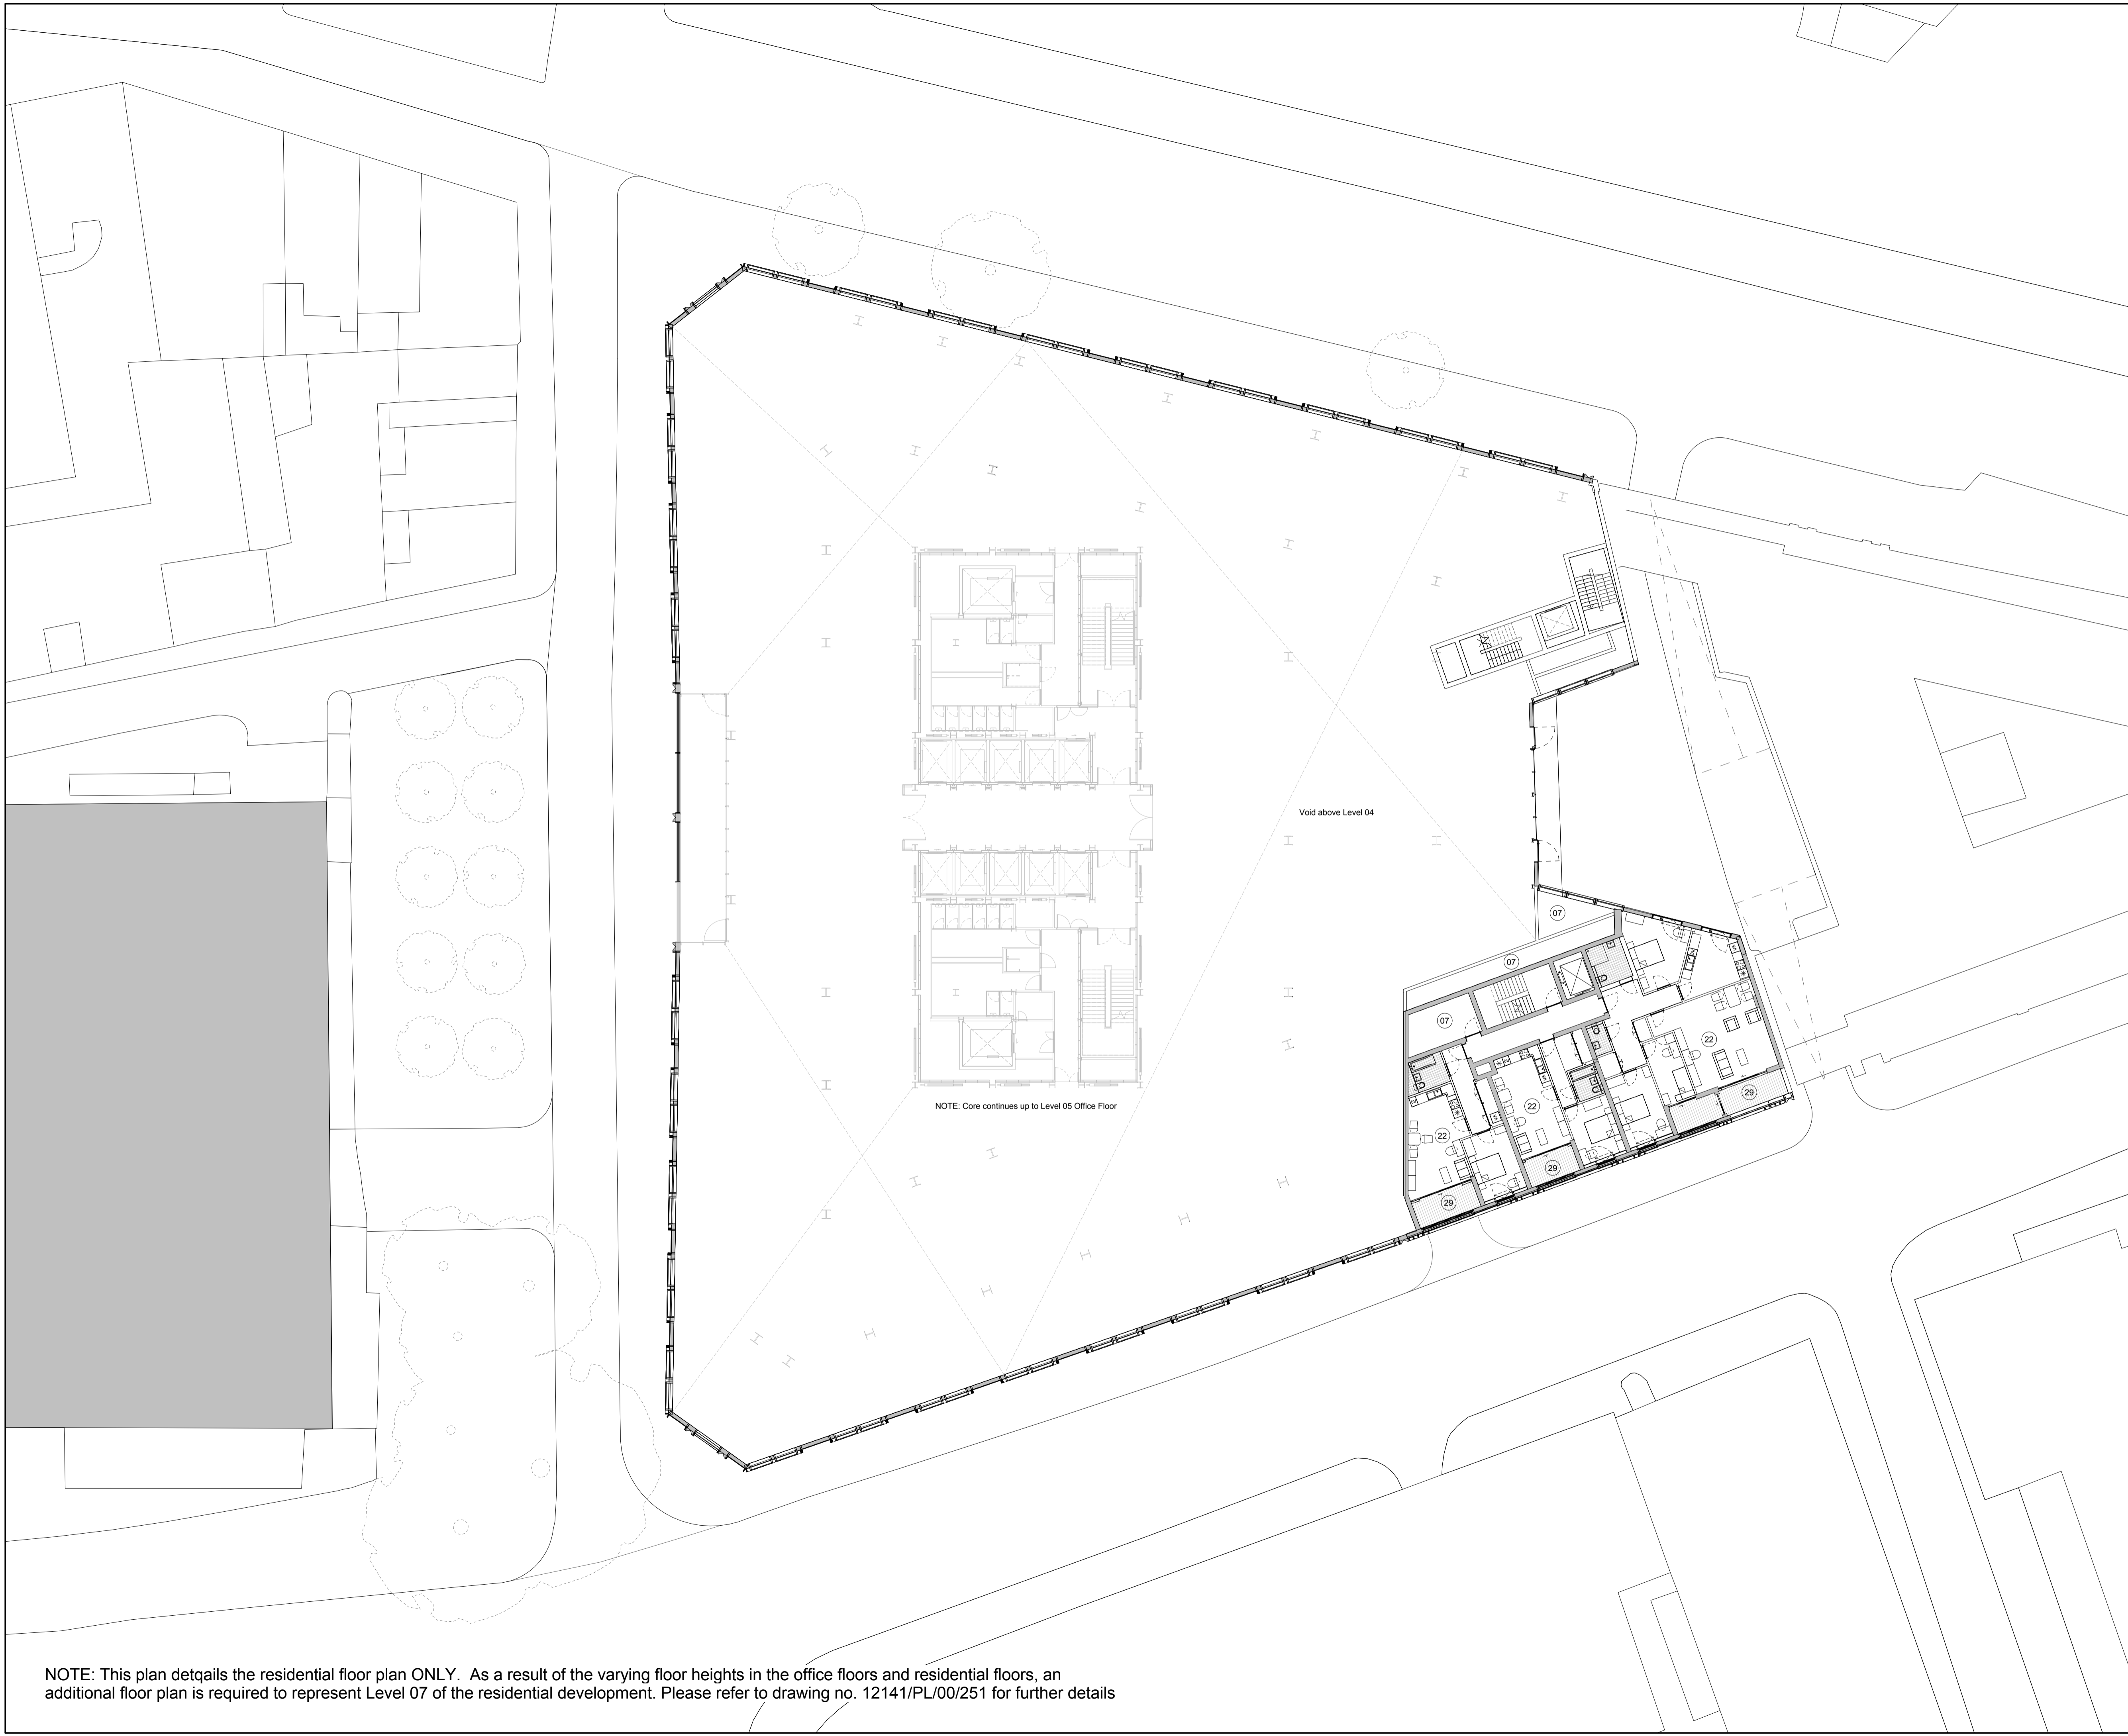 Void above Level 04
07
07
07
22
22
22
29
29
29
NOTE: Core continues up to Level 05 Office Floor
NOTE: This plan detqails the residential floor plan ONLY. As a result of the varying floor heights in the office floors and residential floors, an
additional floor plan is required to represent Level 07 of the residential development. Please refer to drawing no. 12141/PL/00/251 for further details